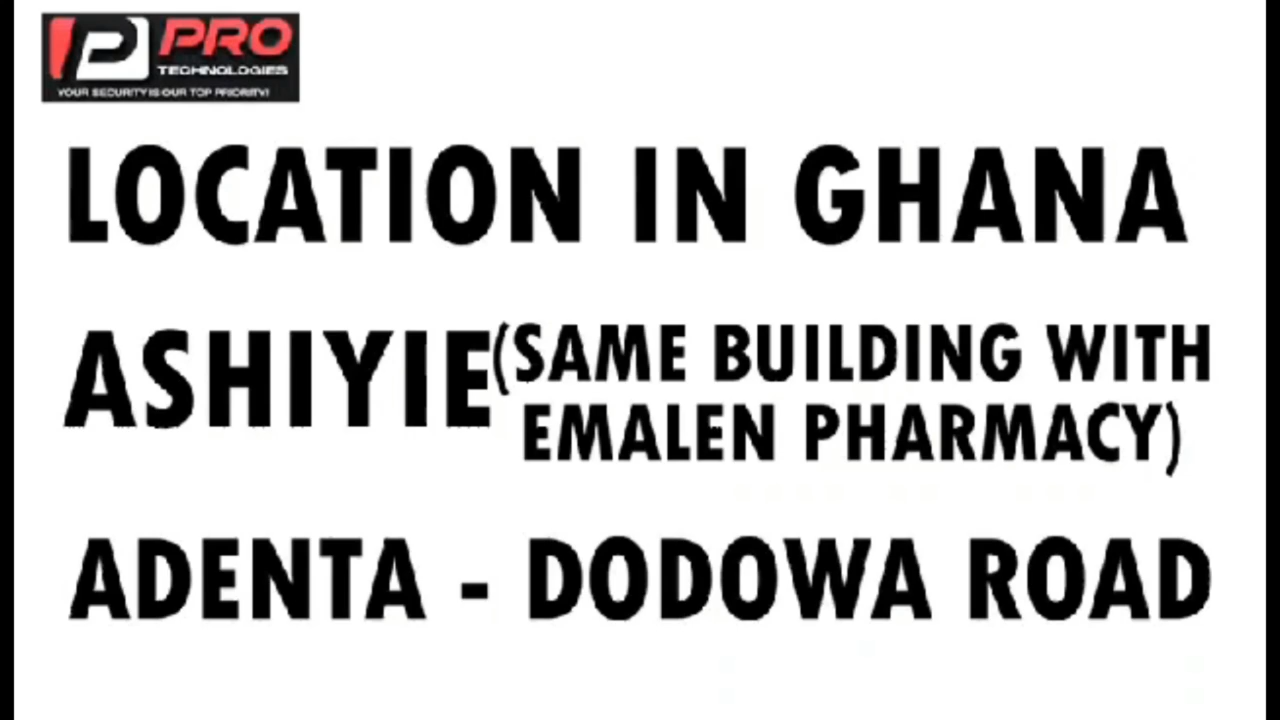 PRO
TECHNOLOGIES
YOUR SECURITY IS OUR TOP PRIORITY!
LOCATION IN GHANA
ASHIYIE (SAME BUILDING WITH
EMALEN PHARMACY)
ADENTA - DODOWA ROAD